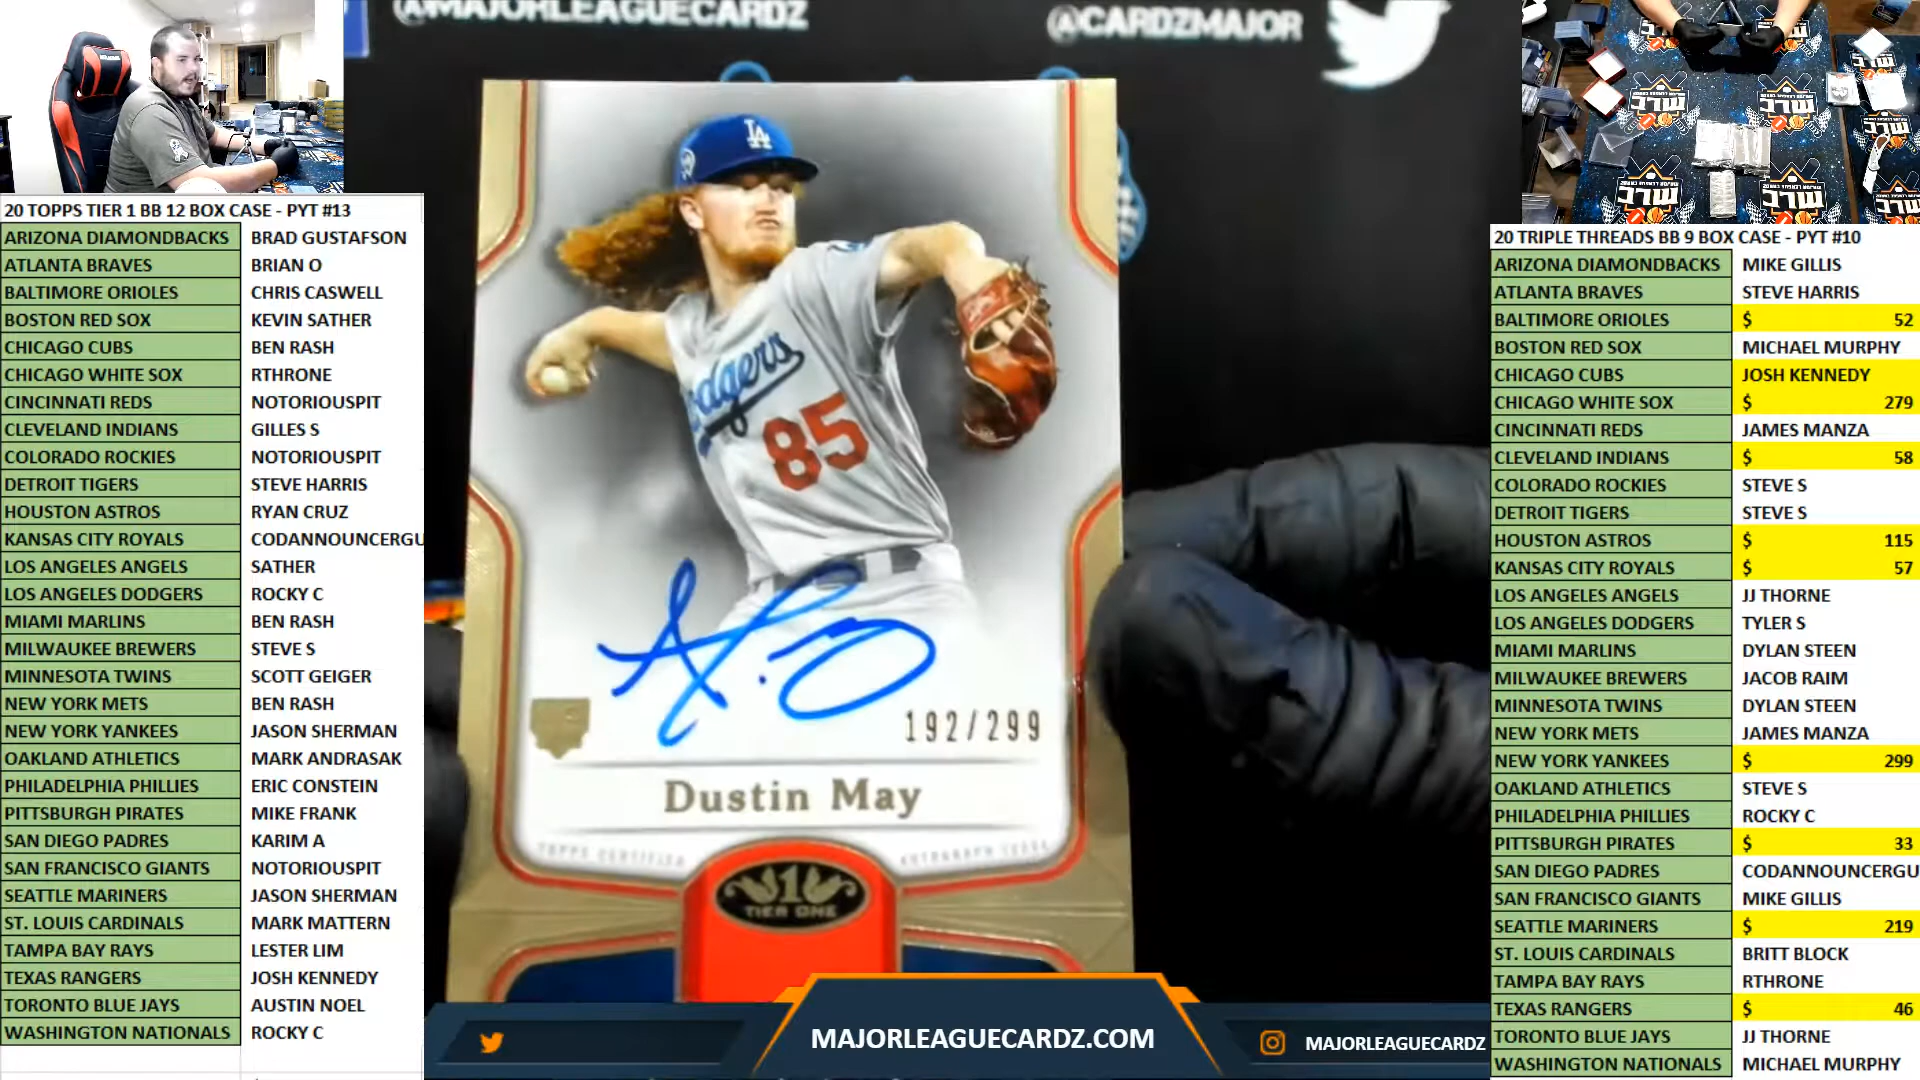 @MAJORLEAGUECARDZ
@CARDZMAJOR
20 TOPPS TIER 1 BB 12 BOX CASE - PYT #13
ARIZONA DIAMONDBACKS BRAD GUSTAFSON
ATLANTA BRAVES BRIAN O
BALTIMORE ORIOLES CHRIS CASWELL
BOSTON RED SOX KEVIN SATHER
CHICAGO CUBS BEN RASH
CHICAGO WHITE SOX RTHRONE
CINCINNATI REDS NOTORIOUSPIT
CLEVELAND INDIANS GILLES S
COLORADO ROCKIES NOTORIOUSPIT
DETROIT TIGERS STEVE HARRIS
HOUSTON ASTROS RYAN CRUZ
KANSAS CITY ROYALS CODANNOUNCERGU
LOS ANGELES ANGELS SATHER
LOS ANGELES DODGERS ROCKY C
MIAMI MARLINS BEN RASH
MILWAUKEE BREWERS STEVE S
MINNESOTA TWINS SCOTT GEIGER
NEW YORK METS BEN RASH
NEW YORK YANKEES JASON SHERMAN
OAKLAND ATHLETICS MARK ANDRASAK
PHILADELPHIA PHILLIES ERIC CONSTEIN
PITTSBURGH PIRATES MIKE FRANK
SAN DIEGO PADRES KARIM A
SAN FRANCISCO GIANTS NOTORIOUSPIT
SEATTLE MARINERS JASON SHERMAN
ST. LOUIS CARDINALS MARK MATTERN
TAMPA BAY RAYS LESTER LIM
TEXAS RANGERS JOSH KENNEDY
TORONTO BLUE JAYS AUSTIN NOEL
WASHINGTON NATIONALS ROCKY C
LA
Dodgers
85
192/299
Dustin May
TOPPS CERTIFIED AUTOGRAPH ISSUE
1
TIER ONE
MAJORLEAGUECARDZ.COM
MAJORLEAGUECARDZ
20 TRIPLE THREADS BB 9 BOX CASE - PYT #10
ARIZONA DIAMONDBACKS MIKE GILLIS
ATLANTA BRAVES STEVE HARRIS
BALTIMORE ORIOLES $ 52
BOSTON RED SOX MICHAEL MURPHY
CHICAGO CUBS JOSH KENNEDY
CHICAGO WHITE SOX $ 279
CINCINNATI REDS JAMES MANZA
CLEVELAND INDIANS $ 58
COLORADO ROCKIES STEVE S
DETROIT TIGERS STEVE S
HOUSTON ASTROS $ 115
KANSAS CITY ROYALS $ 57
LOS ANGELES ANGELS JJ THORNE
LOS ANGELES DODGERS TYLER S
MIAMI MARLINS DYLAN STEEN
MILWAUKEE BREWERS JACOB RAIM
MINNESOTA TWINS DYLAN STEEN
NEW YORK METS JAMES MANZA
NEW YORK YANKEES $ 299
OAKLAND ATHLETICS STEVE S
PHILADELPHIA PHILLIES ROCKY C
PITTSBURGH PIRATES $ 33
SAN DIEGO PADRES CODANNOUNCERGU
SAN FRANCISCO GIANTS MIKE GILLIS
SEATTLE MARINERS $ 219
ST. LOUIS CARDINALS BRITT BLOCK
TAMPA BAY RAYS RTHRONE
TEXAS RANGERS $ 46
TORONTO BLUE JAYS JJ THORNE
WASHINGTON NATIONALS MICHAEL MURPHY